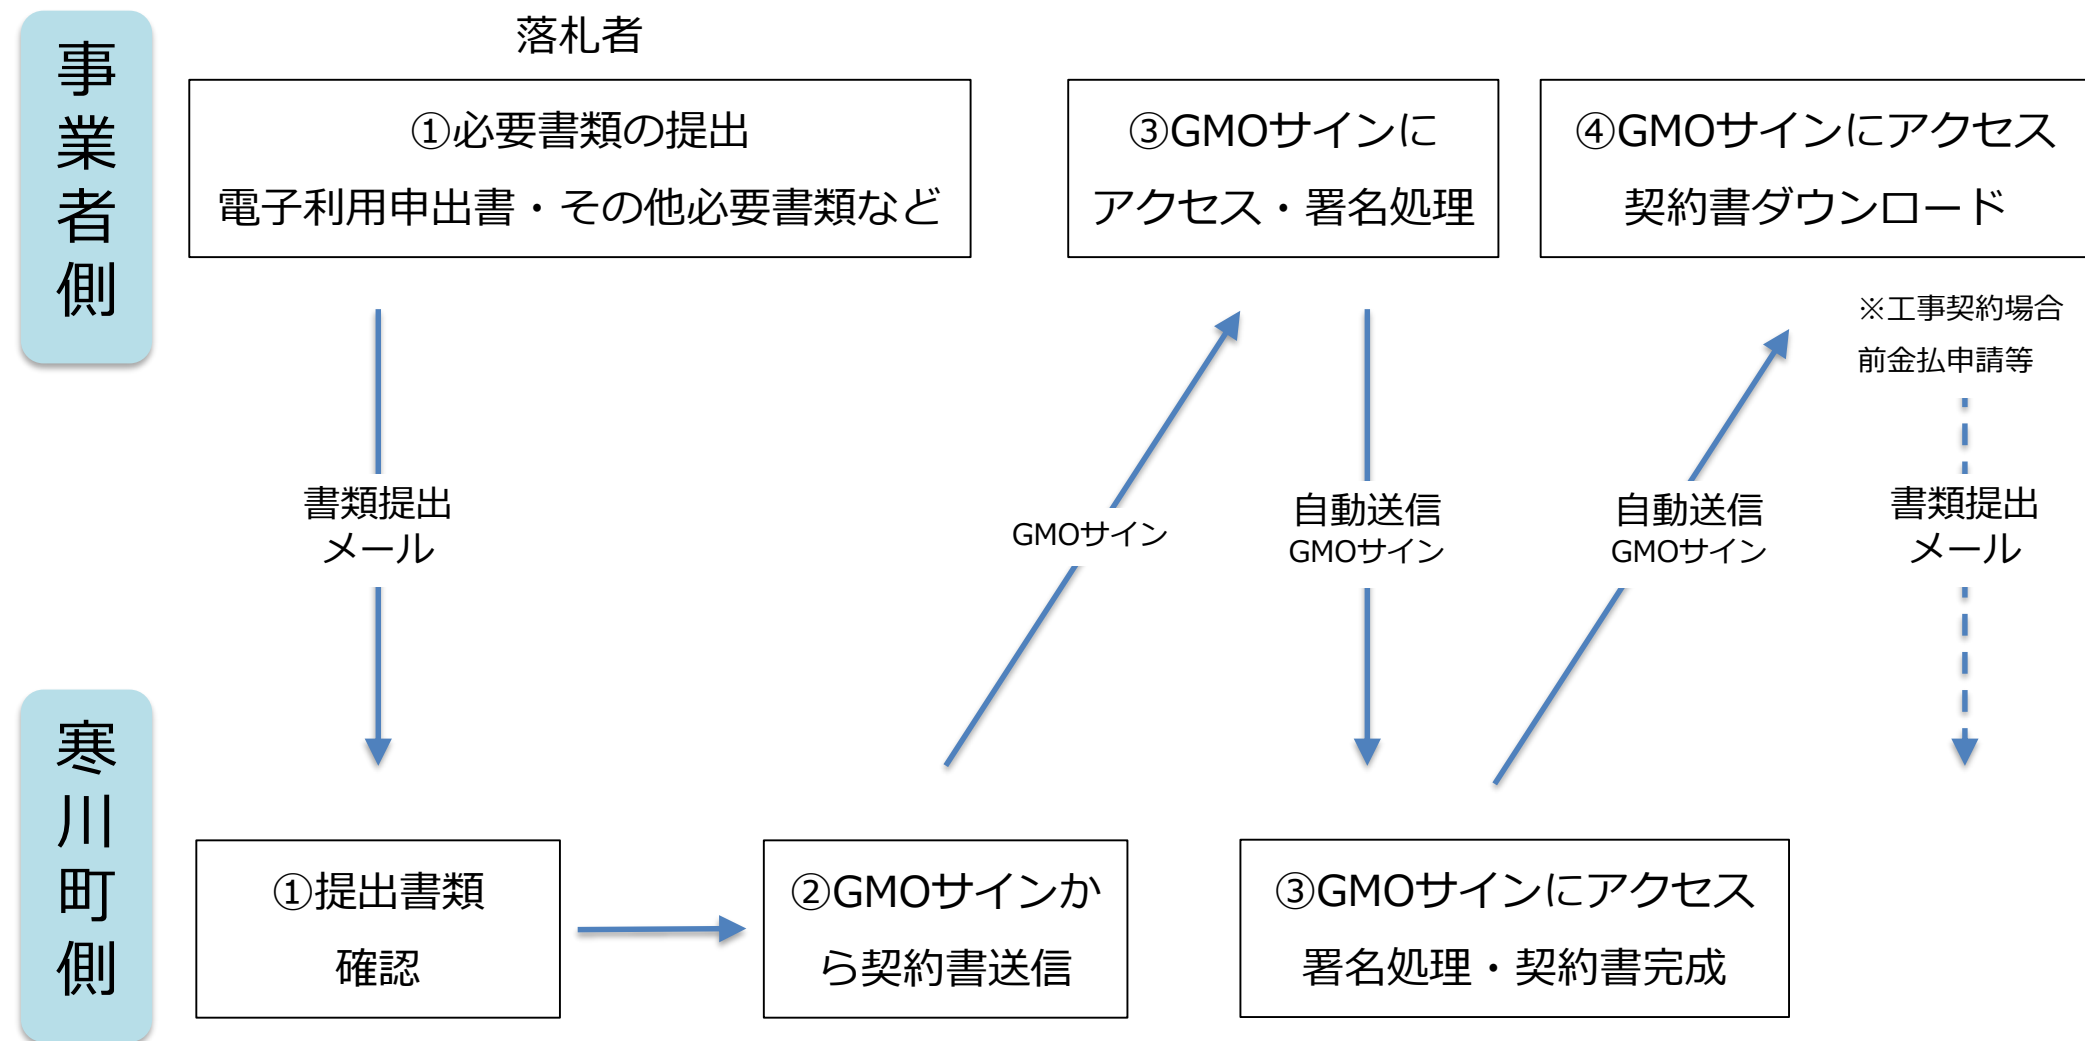 事業者側
落札者
①必要書類の提出
電子利用申出書・その他必要書類など
③GMOサインに
アクセス・署名処理
④GMOサインにアクセス
契約書ダウンロード
※工事契約場合
前金払申請等
書類提出
メール
GMOサイン
自動送信
GMOサイン
自動送信
GMOサイン
書類提出
メール
寒川町側
①提出書類
確認
②GMOサインか
ら契約書送信
③GMOサインにアクセス
署名処理・契約書完成